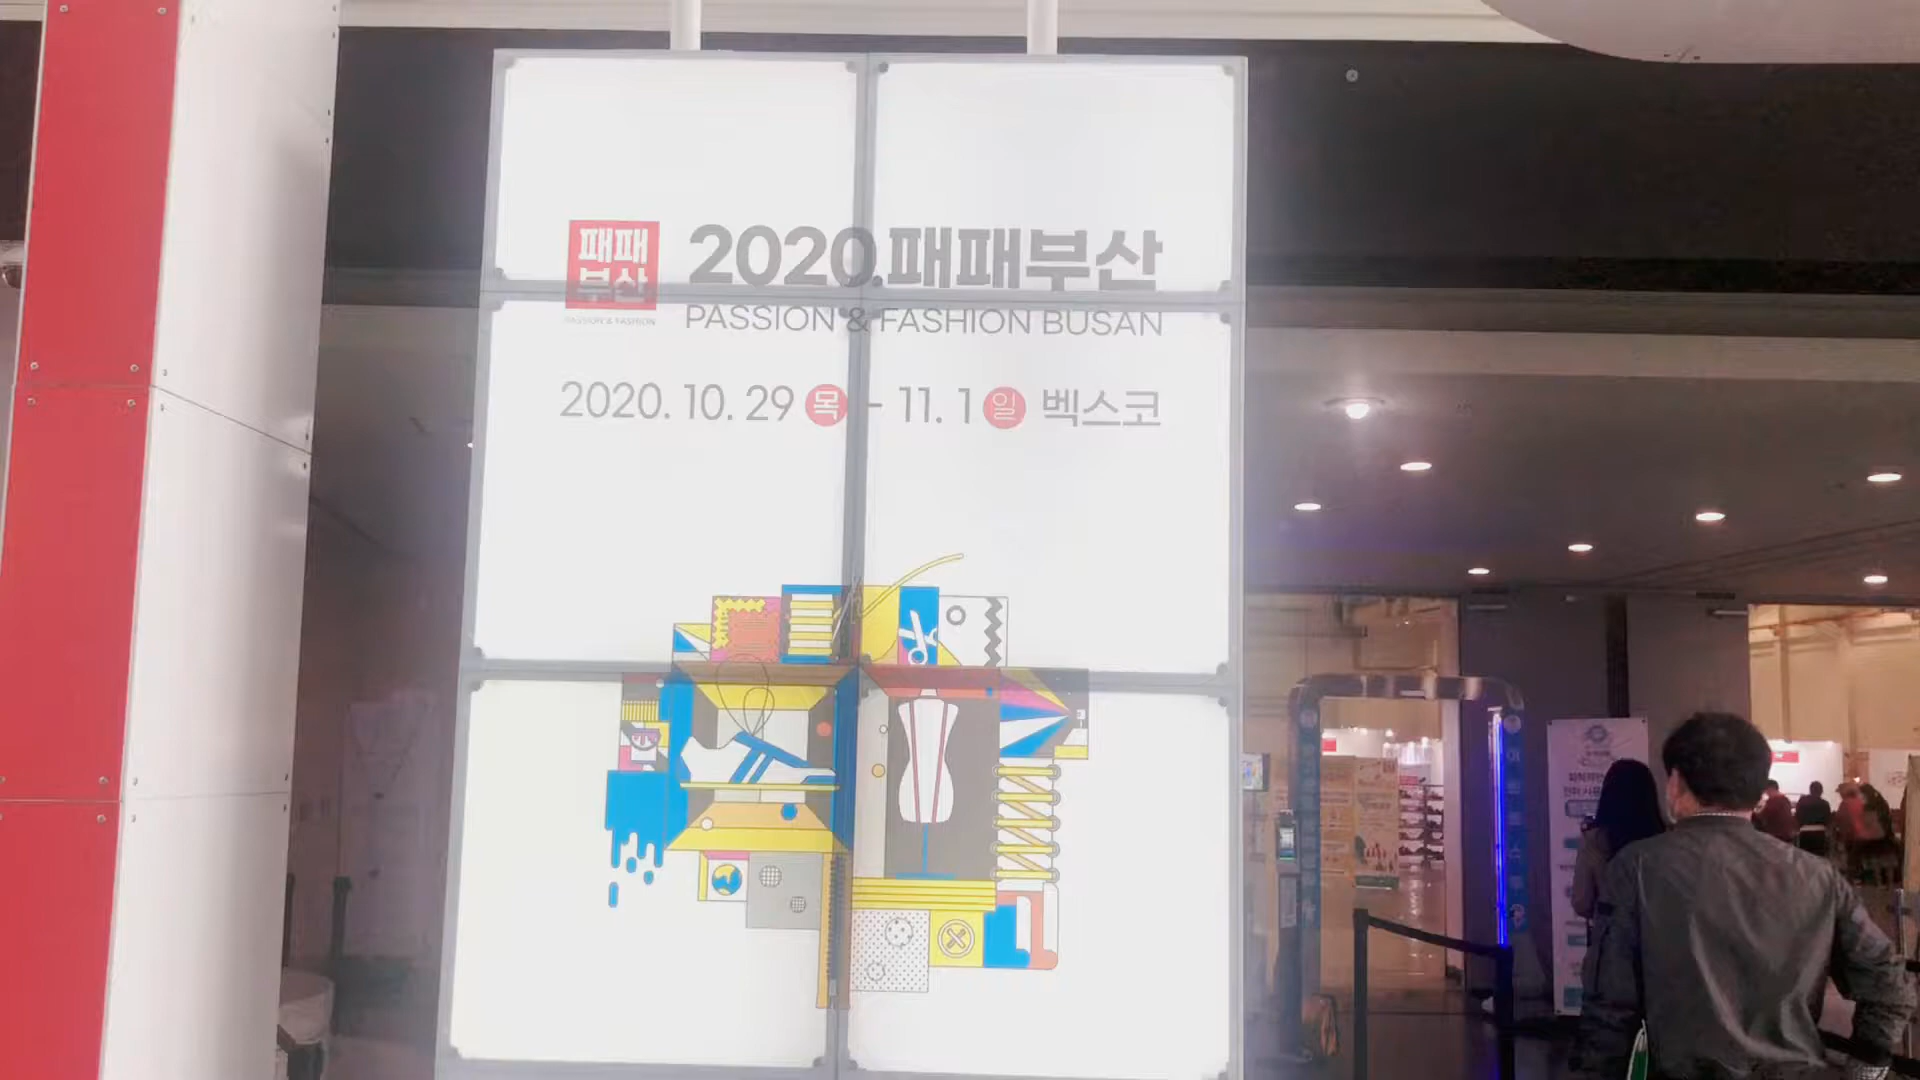 패패
부산
PASSION & FASHION
2020.패패부산
PASSION & FASHION BUSAN
2020. 10. 29 목 - 11. 1 일 벡스코